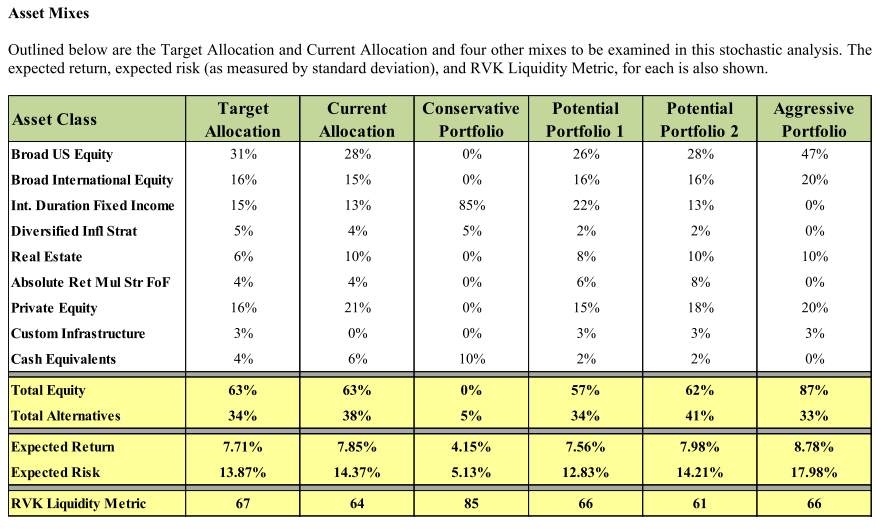 Asset Mixes
Outlined below are the Target Allocation and Current Allocation and four other mixes to be examined in this stochastic analysis. The
expected return, expected risk (as measured by standard deviation), and RVK Liquidity Metric, for each is also shown.
Asset Class Target Allocation Current Allocation Conservative Portfolio Potential Portfolio 1 Potential Portfolio 2 Aggressive Portfolio
Broad US Equity 31% 28% 0% 26% 28% 47%
Broad International Equity 16% 15% 0% 16% 16% 20%
Int. Duration Fixed Income 15% 13% 85% 22% 13% 0%
Diversified Infl Strat 5% 4% 5% 2% 2% 0%
Real Estate 6% 10% 0% 8% 10% 10%
Absolute Ret Mul Str FoF 4% 4% 0% 6% 8% 0%
Private Equity 16% 21% 0% 15% 18% 20%
Custom Infrastructure 3% 0% 0% 3% 3% 3%
Cash Equivalents 4% 6% 10% 2% 2% 0%
Total Equity 63% 63% 0% 57% 62% 87%
Total Alternatives 34% 38% 5% 34% 41% 33%
Expected Return 7.71% 7.85% 4.15% 7.56% 7.98% 8.78%
Expected Risk 13.87% 14.37% 5.13% 12.83% 14.21% 17.98%
RVK Liquidity Metric 67 64 85 66 61 66